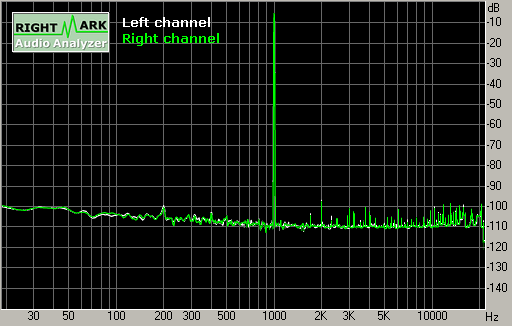 RIGHT MARK
Audio Analyzer
Left channel
Right channel
dB
-10
-20
-30
-40
-50
-60
-70
-80
-90
-100
-110
-120
-130
-140
30 50 100 200 300 500 1000 2K 3K 5K 10000 Hz